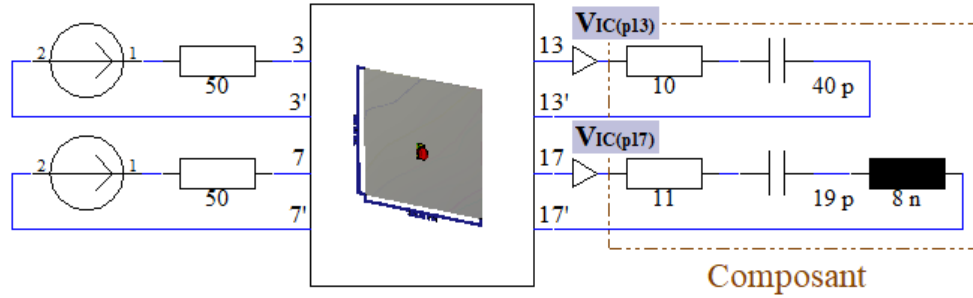 VIC(p13)
3 13
2 1
50 10 40 p
3' 13'
VIC(p17)
7 17
2 1
50 11 19 p 8 n
7' 17'
Composant